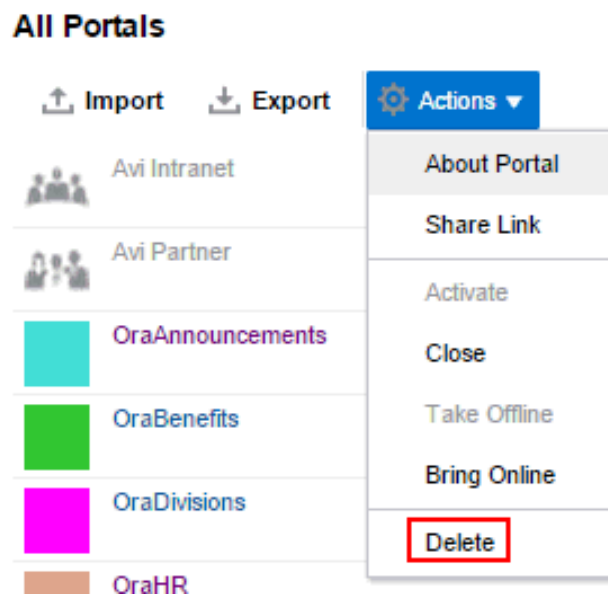 All Portals
Import Export Actions
Avi Intranet
Avi Partner
OraAnnouncements
OraBenefits
OraDivisions
OraHR
About Portal
Share Link
Activate
Close
Take Offline
Bring Online
Delete